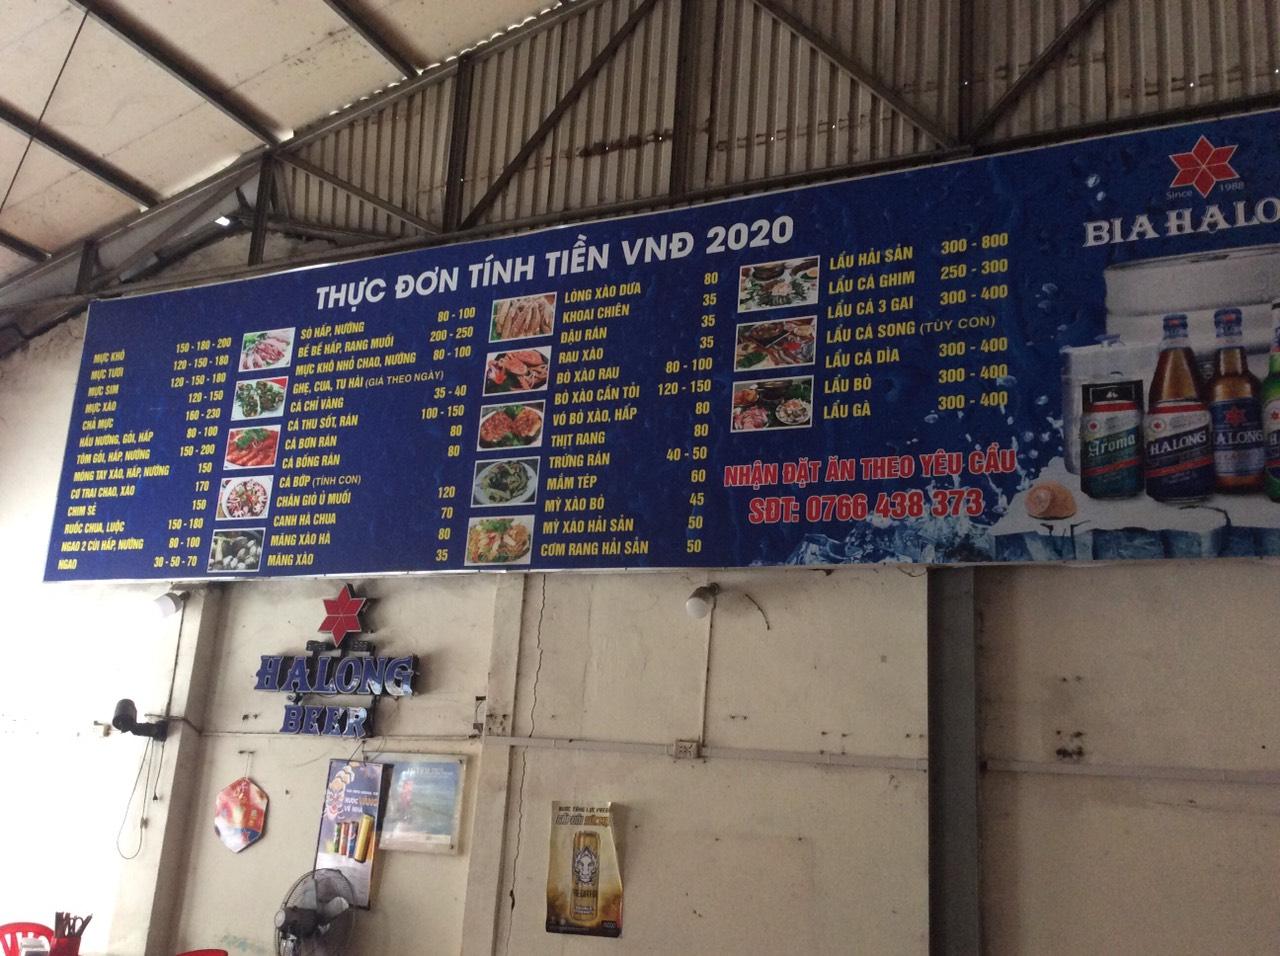 THỰC ĐƠN TÍNH TIỀN VNĐ 2020
MỰC KHÔ 150 - 180 - 200
MỰC TƯƠI 120 - 150 - 180
MỰC SIM 120 - 150 - 180
MỰC XÀO 120 - 150
CHẢ MỰC 160 - 230
HÀU NƯỚNG, GỎI, HẤP 80 - 100
TÔM GỎI, HẤP, NƯỚNG 150 - 200
MÓNG TAY XÀO, HẤP, NƯỚNG 150
CƠ TRAI CHAO, XÀO 170
CHIM SẺ 150
RUỐC CHUA, LUỘC 150 - 180
NGAO 2 CÙI HẤP, NƯỚNG 80 - 100
NGAO 30 - 50 - 70
SÒ HẤP, NƯỚNG 80 - 100
BỀ BỀ HẤP, RANG MUỐI 200 - 250
MỰC KHÔ NHỎ CHAO, NƯỚNG 80 - 100
GHẸ, CUA, TU HÀI (GIÁ THEO NGÀY)
CÁ CHỈ VÀNG 35 - 40
CÁ THU SỐT, RÁN 100 - 150
CÁ BƠN RÁN 80
CÁ BỐNG RÁN 80
CÁ BỚP (TÍNH CON)
CHÂN GIÒ Ủ MUỐI 120
CANH HÀ CHUA 70
MĂNG XÀO HÀ 80
MĂNG XÀO 35
LÒNG XÀO DƯA 80
KHOAI CHIÊN 35
ĐẬU RÁN 35
RAU XÀO 35
BÒ XÀO RAU 80 - 100
BÒ XÀO CẦN TỎI 120 - 150
VÓ BÒ XÀO, HẤP 80
THỊT RANG 80
TRỨNG RÁN 40 - 50
MẮM TÉP 60
MỲ XÀO BÒ 45
MỲ XÀO HẢI SẢN 50
CƠM RANG HẢI SẢN 50
LẨU HẢI SẢN 300 - 800
LẨU CÁ GHIM 250 - 300
LẨU CÁ 3 GAI 300 - 400
LẨU CÁ SONG (TÙY CON)
LẨU CÁ DÌA 300 - 400
LẨU BÒ 300 - 400
LẨU GÀ 300 - 400
NHẬN ĐẶT ĂN THEO YÊU CẦU
SĐT: 0766 438 373
Since 1988
BIA HALO
Aroma
HALONG
HALONG
HALONG
BEER
RƯỚC VÀNG
VỀ NHÀ
NƯỚC TĂNG LỰC